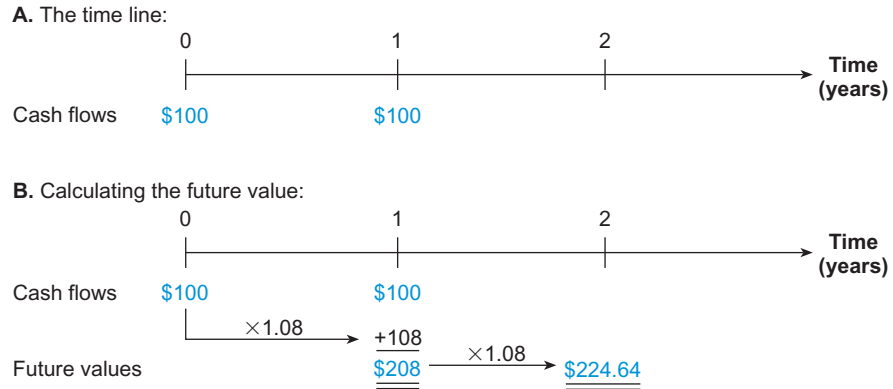 A. The time line:
0 1 2
Time
(years)
Cash flows $100 $100
B. Calculating the future value:
0 1 2
Time
(years)
Cash flows $100 $100
×1.08
+108
Future values $208 ×1.08 $224.64